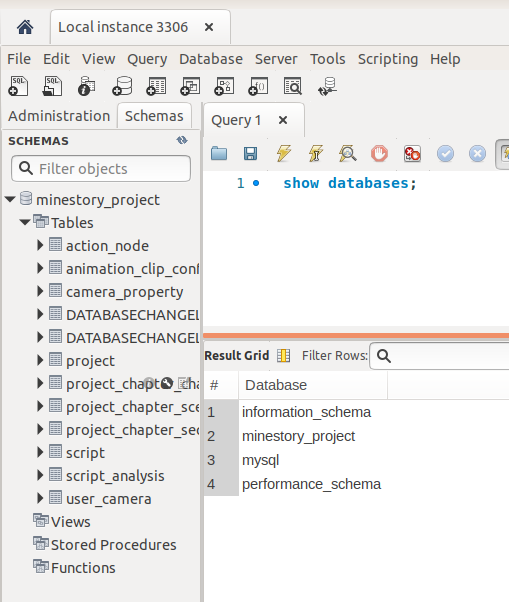 Local instance 3306
File Edit View Query Database Server Tools Scripting Help
SQL SQL
Administration Schemas
SCHEMAS
Filter objects
minestory_project
Tables
action_node
animation_clip_conf
camera_property
DATABASECHANGEL
DATABASECHANGEL
project
project_chapt
project_chapter_sce
project_chapter_sec
script
script_analysis
user_camera
Views
Stored Procedures
Functions
Query 1
1 show databases;
Result Grid Filter Rows:
# Database
1 information_schema
2 minestory_project
3 mysql
4 performance_schema